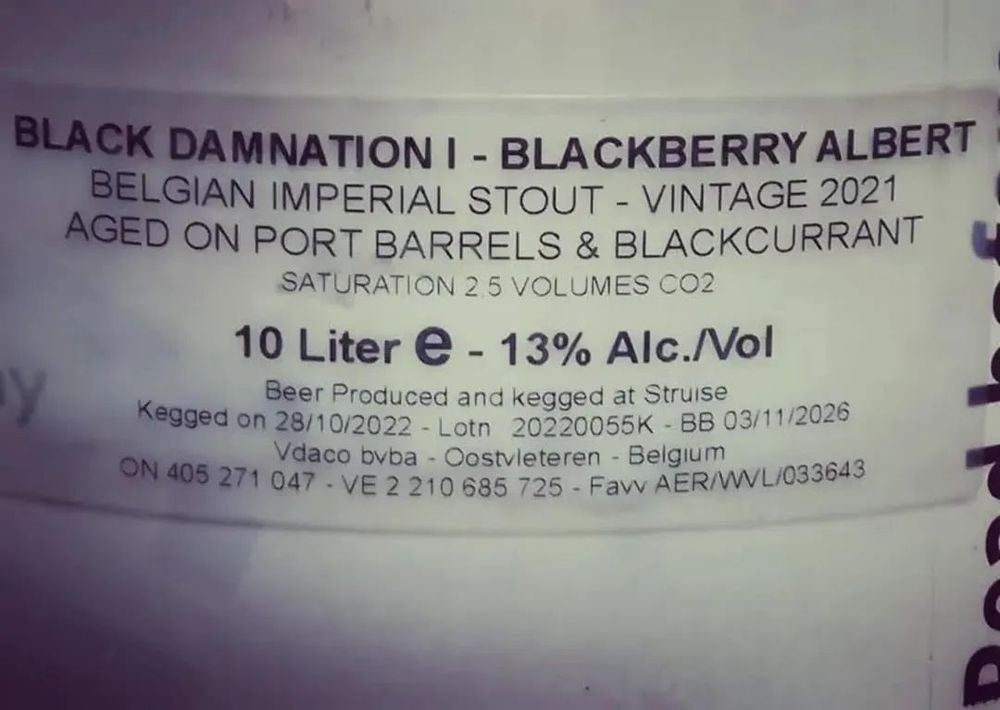 BLACK DAMNATION I - BLACKBERRY ALBERT
BELGIAN IMPERIAL STOUT - VINTAGE 2021
AGED ON PORT BARRELS & BLACKCURRANT
SATURATION 2.5 VOLUMES CO2
10 Liter e - 13% Alc./Vol
Beer Produced and kegged at Struise
Kegged on 28/10/2022 - Lotn 20220055K - BB 03/11/2026
Vdaco bvba - Oostvleteren - Belgium
ON 405 271 047 - VE 2 210 685 725 - Favv AER/WVL/033643